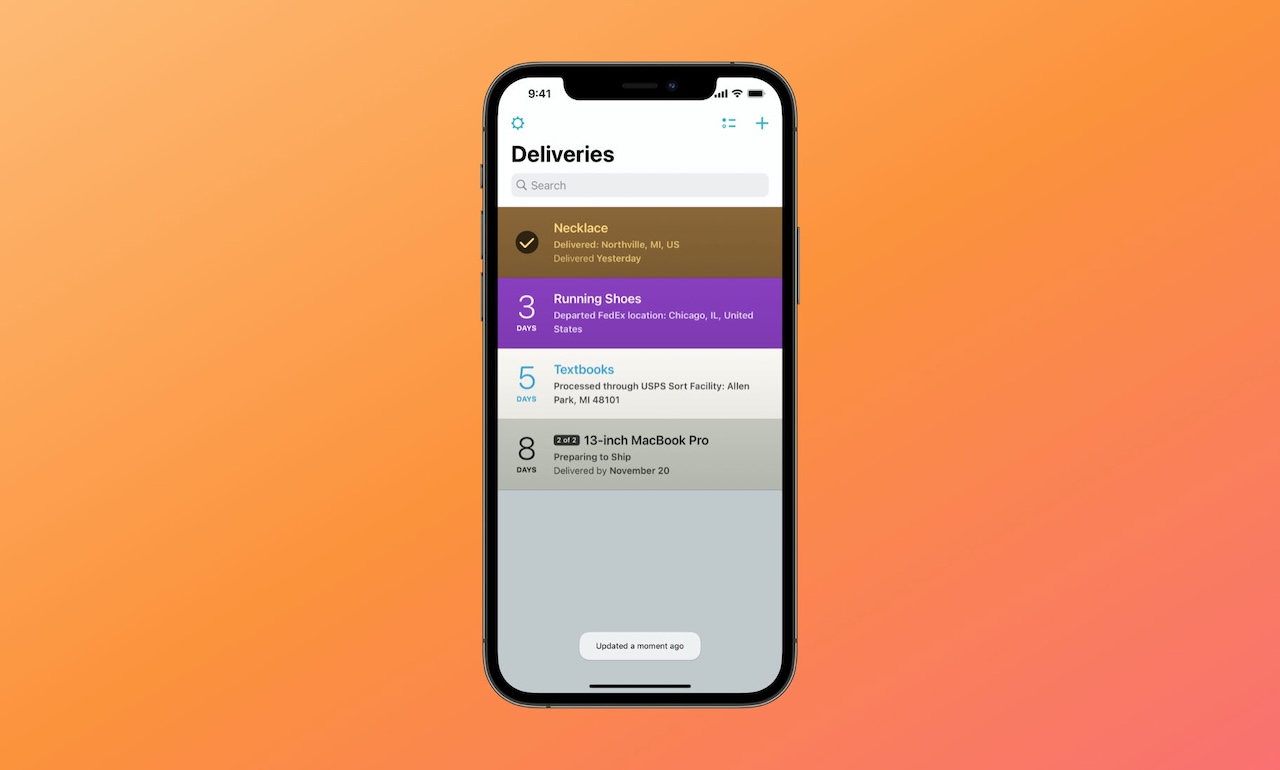 9:41
Deliveries
Search
Necklace
Delivered: Northville, MI, US
Delivered Yesterday
3
DAYS
Running Shoes
Departed FedEx location: Chicago, IL, United
States
5
DAYS
Textbooks
Processed through USPS Sort Facility: Allen
Park, MI 48101
8
DAYS
2 of 2 13-inch MacBook Pro
Preparing to Ship
Delivered by November 20
Updated a moment ago